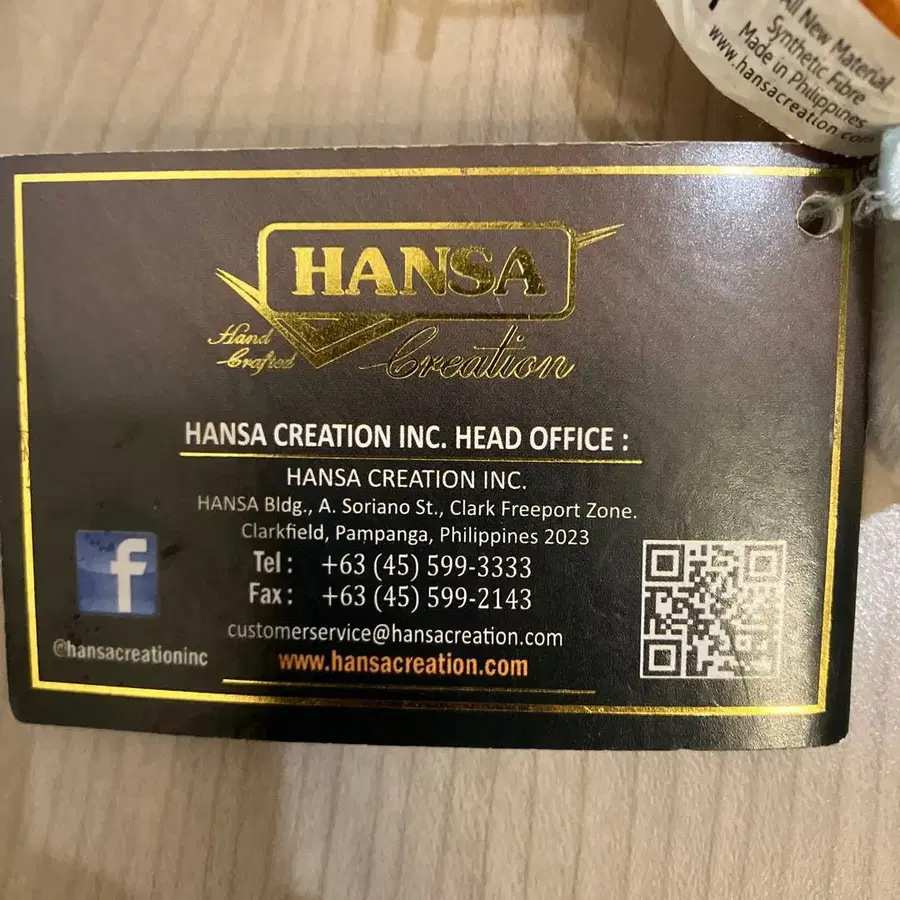 All New Material
Synthetic Fibre
Made in Philippines
www.hansacreation.com
HANSA
Hand
Crafted
Creation
HANSA CREATION INC. HEAD OFFICE :
HANSA CREATION INC.
HANSA Bldg., A. Soriano St., Clark Freeport Zone.
Clarkfield, Pampanga, Philippines 2023
Tel : +63 (45) 599-3333
Fax : +63 (45) 599-2143
customerservice@hansacreation.com
www.hansacreation.com
f
@hansacreationinc